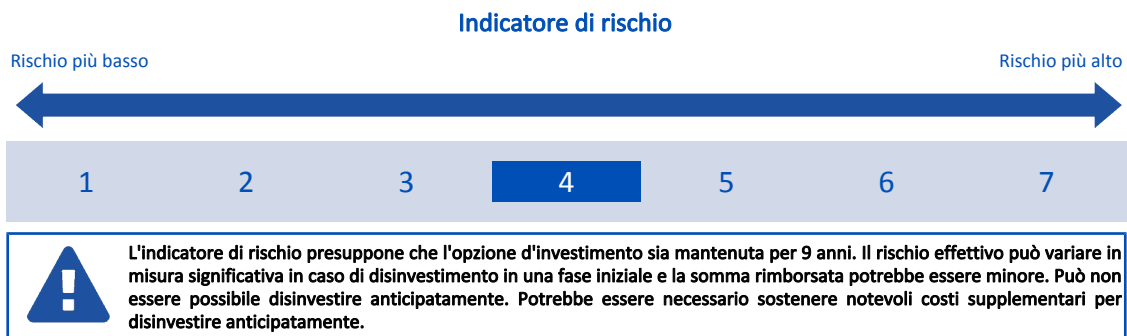 Indicatore di rischio
Rischio più basso
Rischio più alto
1 2 3 4 5 6 7
L'indicatore di rischio presuppone che l'opzione d'investimento sia mantenuta per 9 anni. Il rischio effettivo può variare in
misura significativa in caso di disinvestimento in una fase iniziale e la somma rimborsata potrebbe essere minore. Può non
essere possibile disinvestire anticipatamente. Potrebbe essere necessario sostenere notevoli costi supplementari per
disinvestire anticipatamente.